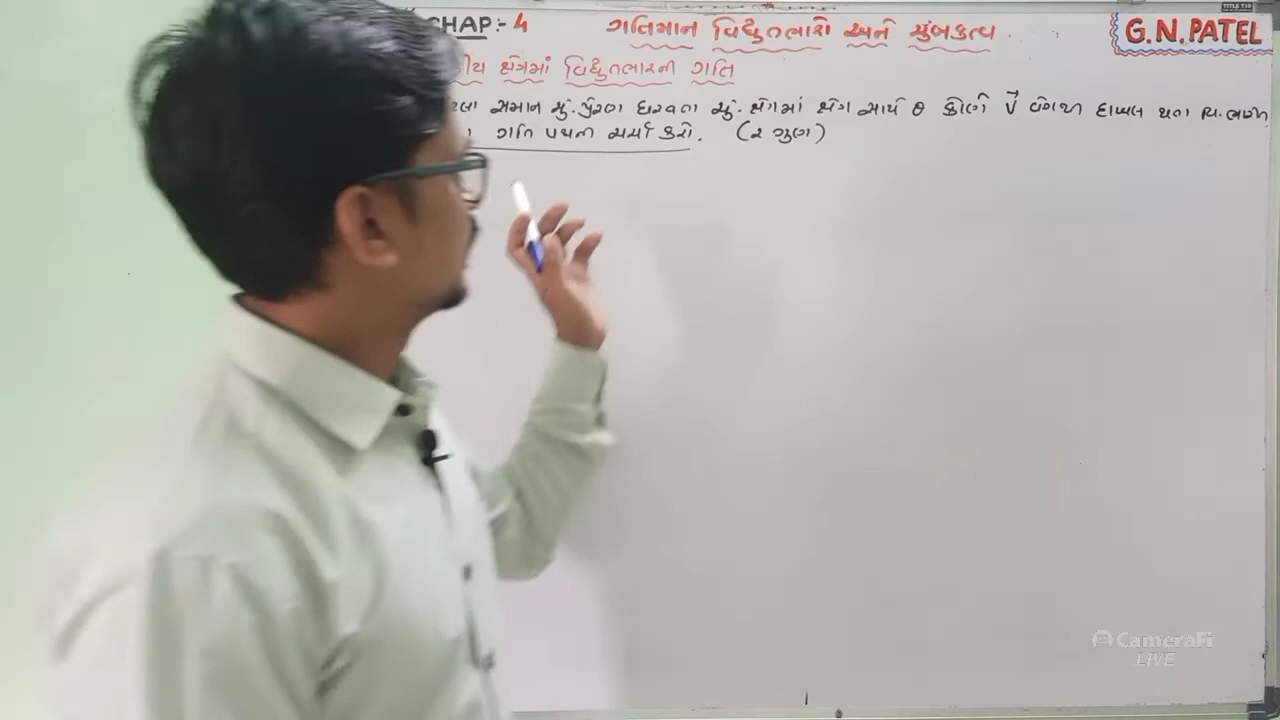 CHAP:- 4 ગતિમાન વિદ્યુતભારો અને ચુંબકત્વ.
G.N.PATEL
ક્ષેત્રમાં વિદ્યુતભારની ગતિ
સમાન ચું. પ્રેરણ ધરાવતા ચું. ક્ષેત્રમાં ક્ષેત્ર સાથે θ કોણે v⃗ વેગથી દાખલ થતા વિ.ભારોના
ગતિ પથની ચર્ચા કરો. (૨ ગુણ)
CameraFi
LIVE